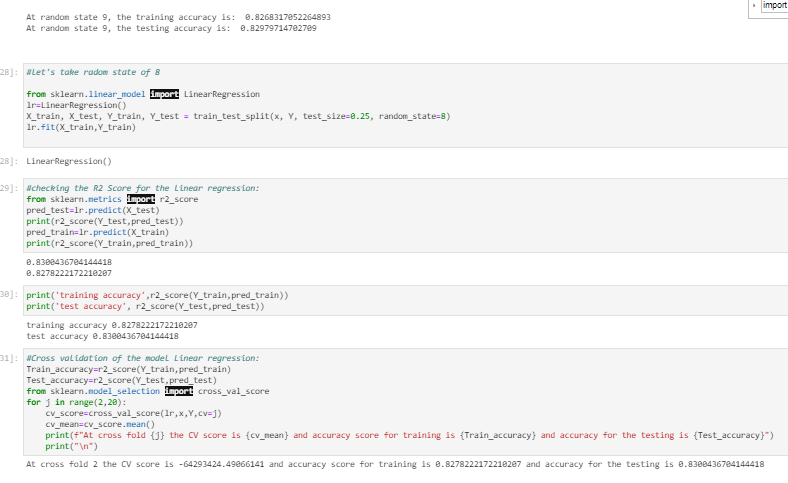 import
At random state 9, the training accuracy is:  0.8268317052264893
At random state 9, the testing accuracy is:  0.82979714702709
28]:
#Let's take radom state of 8
from sklearn.linear_model import LinearRegression
lr=LinearRegression()
X_train, X_test, Y_train, Y_test = train_test_split(x, Y, test_size=0.25, random_state=8)
lr.fit(X_train,Y_train)
28]: LinearRegression()
29]:
#checking the R2 Score for the Linear regression:
from sklearn.metrics import r2_score
pred_test=lr.predict(X_test)
print(r2_score(Y_test,pred_test))
pred_train=lr.predict(X_train)
print(r2_score(Y_train,pred_train))
0.8300436704144418
0.8278222172210207
30]:
print('training accuracy',r2_score(Y_train,pred_train))
print('test accuracy', r2_score(Y_test,pred_test))
training accuracy 0.8278222172210207
test accuracy 0.8300436704144418
31]:
#Cross validation of the model Linear regression:
Train_accuracy=r2_score(Y_train,pred_train)
Test_accuracy=r2_score(Y_test,pred_test)
from sklearn.model_selection import cross_val_score
for j in range(2,20):
    cv_score=cross_val_score(lr,x,Y,cv=j)
    cv_mean=cv_score.mean()
    print(f"At cross fold {j} the CV score is {cv_mean} and accuracy score for training is {Train_accuracy} and accuracy for the testing is {Test_accuracy}")
    print("\n")
At cross fold 2 the CV score is -64293424.49066141 and accuracy score for training is 0.8278222172210207 and accuracy for the testing is 0.8300436704144418